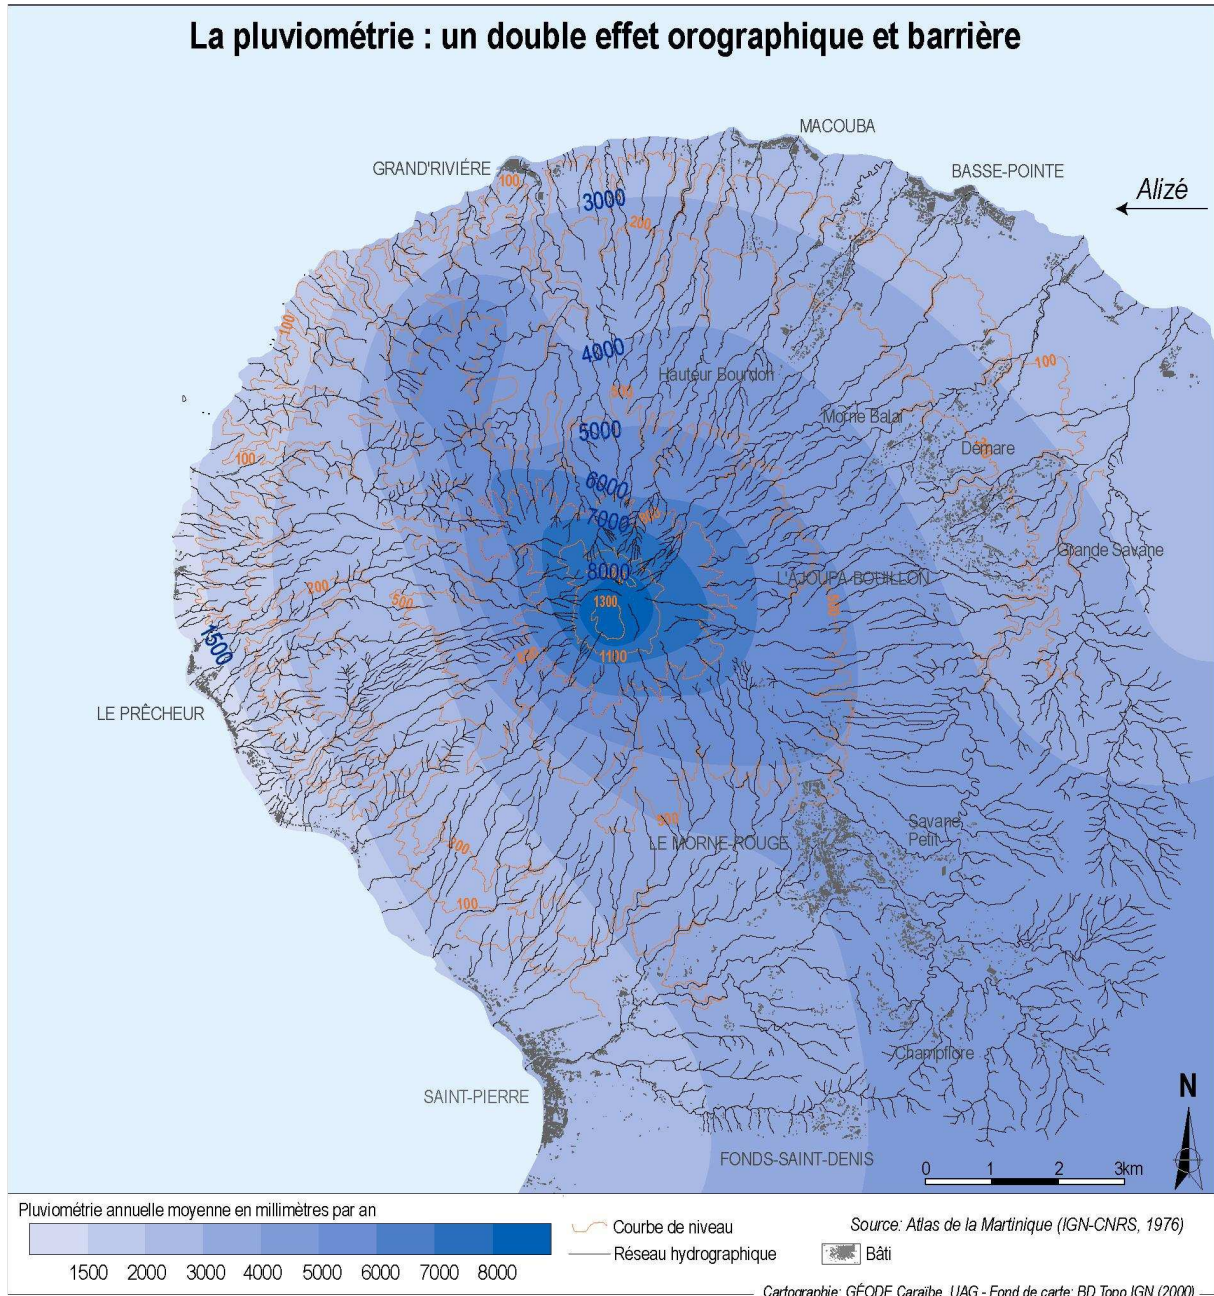 La pluviométrie : un double effet orographique et barrière
MACOUBA
GRAND'RIVIÉRE
BASSE-POINTE
Alizé
100
3000
200
100
4000
100
Hauteur Bourdon
500
5000
Morne Balai
Démare
100
6000
7000
Grande Savane
8000
L'AJOUPA-BOUILLON
200
500
1300
1500
1100
LE PRÊCHEUR
Savane
Petit
LE MORNE-ROUGE
100
Champflore
SAINT-PIERRE
N
FONDS-SAINT-DENIS
0 1 2 3km
Pluviométrie annuelle moyenne en millimètres par an
1500 2000 3000 4000 5000 6000 7000 8000
Courbe de niveau
Réseau hydrographique
Source: Atlas de la Martinique (IGN-CNRS, 1976)
Bâti
Cartographie: GÉODE Caraïbe, UAG - Fond de carte: BD Topo IGN (2000)